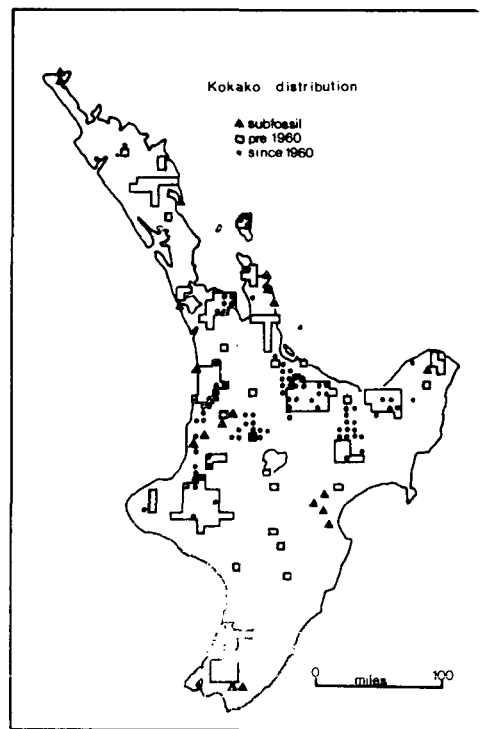 Kokako distribution
▲ subfossil
□ pre 1960
• since 1960
0 100
miles